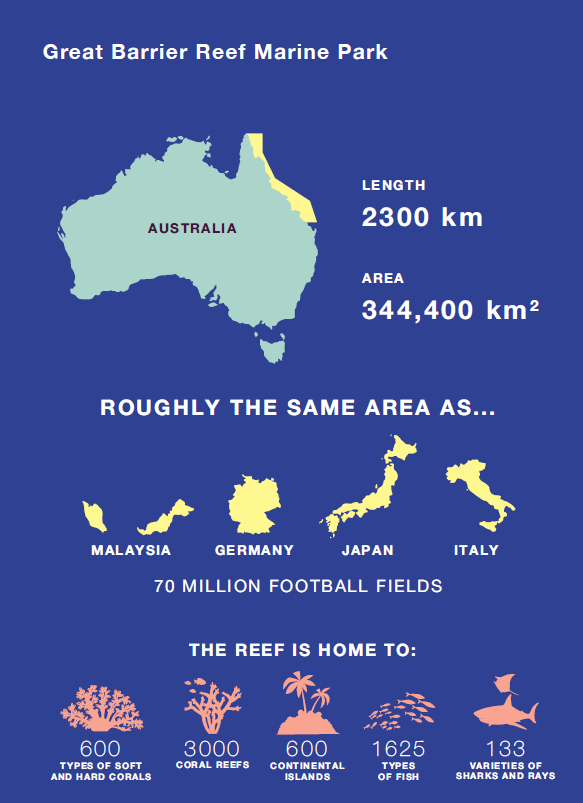 Great Barrier Reef Marine Park
AUSTRALIA
LENGTH
2300 km
AREA
344,400 km²
ROUGHLY THE SAME AREA AS...
MALAYSIA
GERMANY
JAPAN
ITALY
70 MILLION FOOTBALL FIELDS
THE REEF IS HOME TO:
600
TYPES OF SOFT
AND HARD CORALS
3000
CORAL REEFS
600
CONTINENTAL
ISLANDS
1625
TYPES
OF FISH
133
VARIETIES OF
SHARKS AND RAYS